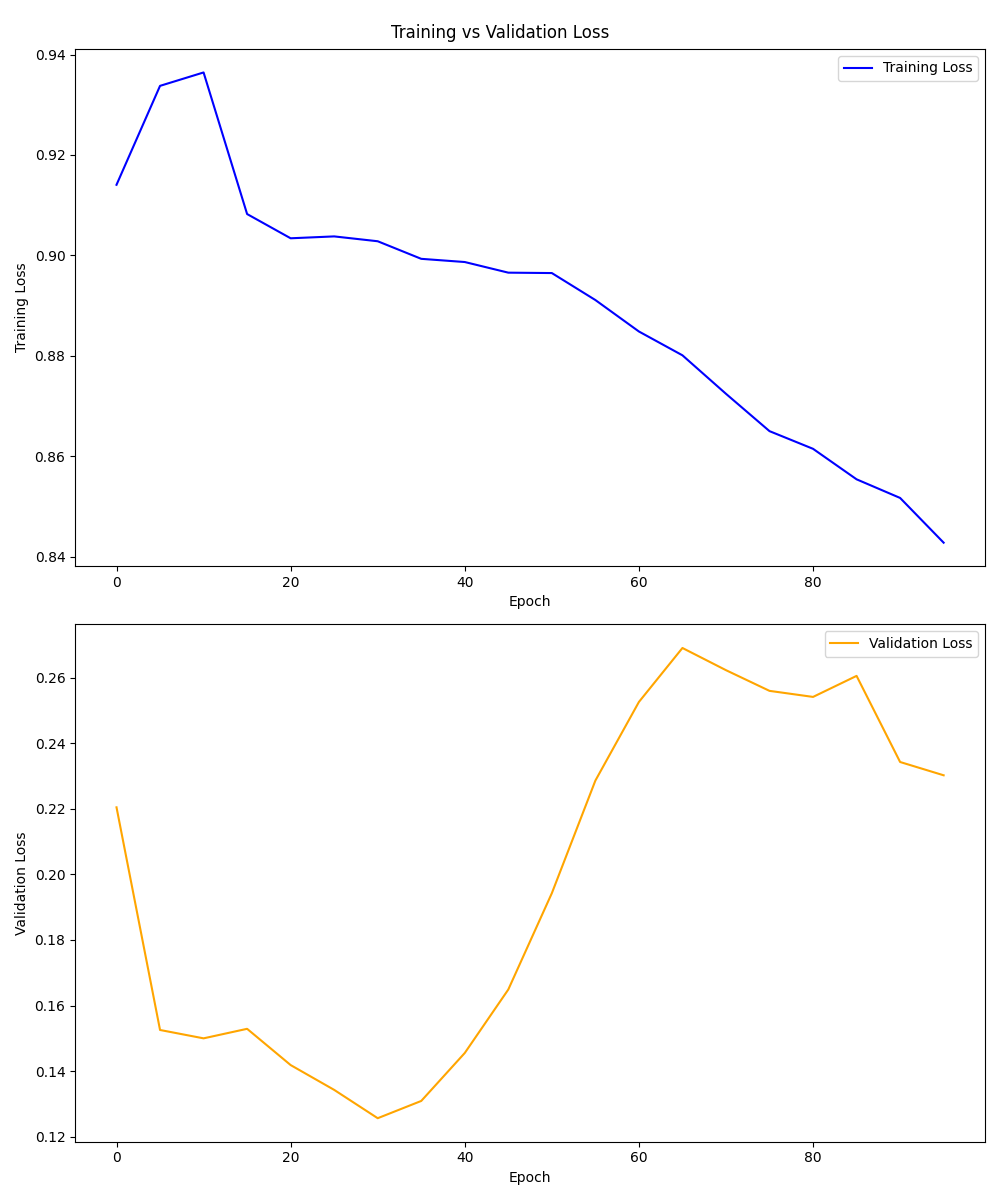 Training vs Validation Loss
Training Loss
0.94
0.92
0.90
0.88
0.86
0.84
Training Loss
0 20 40 60 80
Epoch
Validation Loss
0.26
0.24
0.22
0.20
0.18
0.16
0.14
0.12
Validation Loss
0 20 40 60 80
Epoch